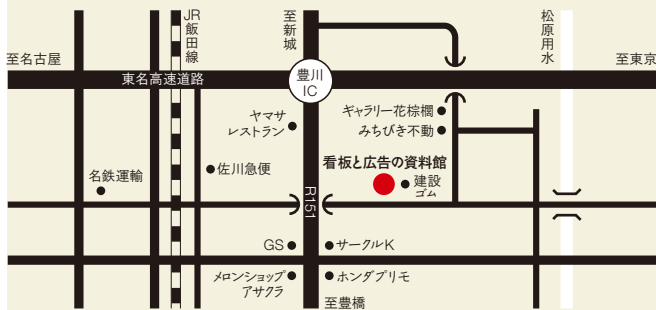 JR
飯田線
至新城
松原用水
至名古屋
至東京
東名高速道路
豊川
IC
ヤマサ
レストラン
ギャラリー花棕櫚
みちびき不動
看板と広告の資料館
佐川急便
名鉄運輸
建設
ゴム
R151
GS
サークルK
メロンショップ
アサクラ
ホンダプリモ
至豊橋